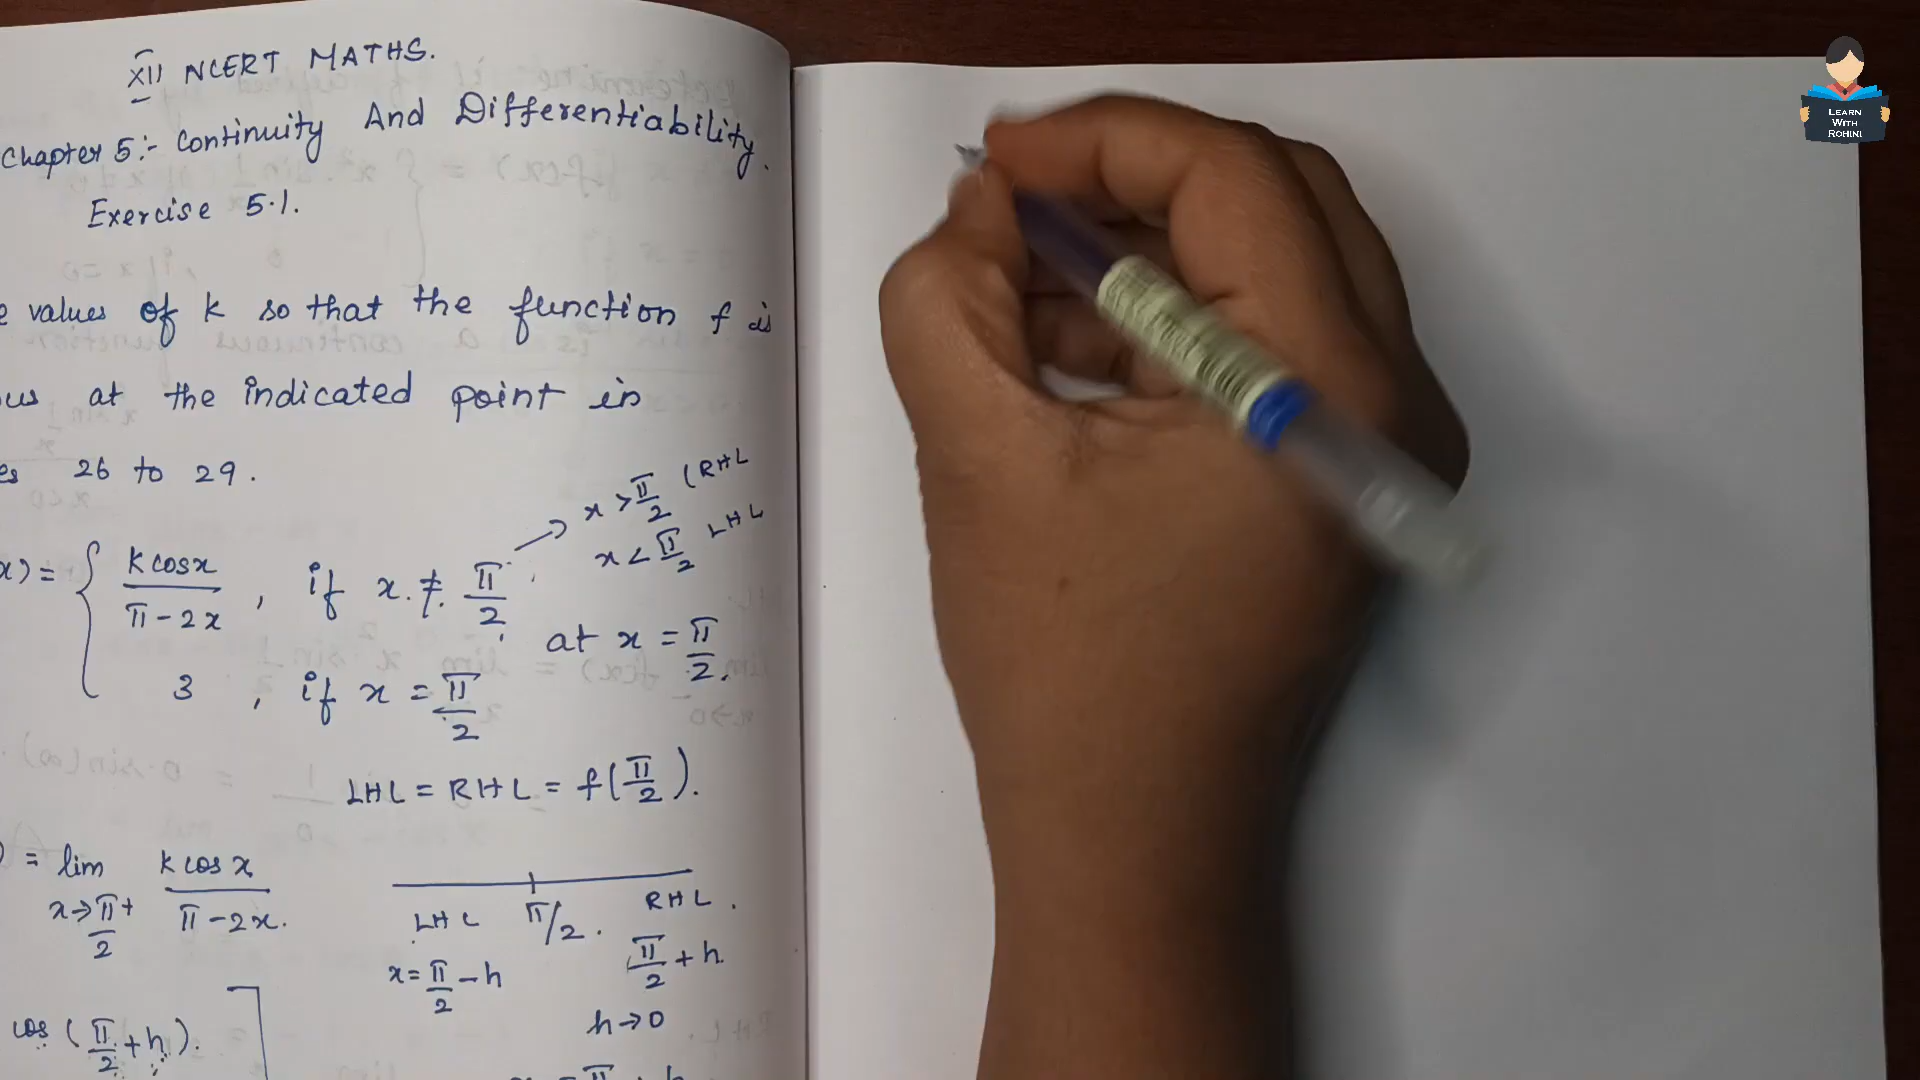 XII NCERT MATHS.
Chapter 5:- Continuity And Differentiability.
Exercise 5.1.
values of k so that the function f is
at the indicated point in
26 to 29.
x > π/2 (RHL
x < π/2 LHL
x) = { k cosx / π - 2x , if x ≠ π/2
at x = π/2.
3 , if x = π/2
LHL = RHL = f(π/2).
= lim x→π/2+ k cos x / π - 2x.
LHL π/2. RHL.
x = π/2 - h π/2 + h
h→0
cos (π/2 + h).
LEARN
WITH
ROHINI